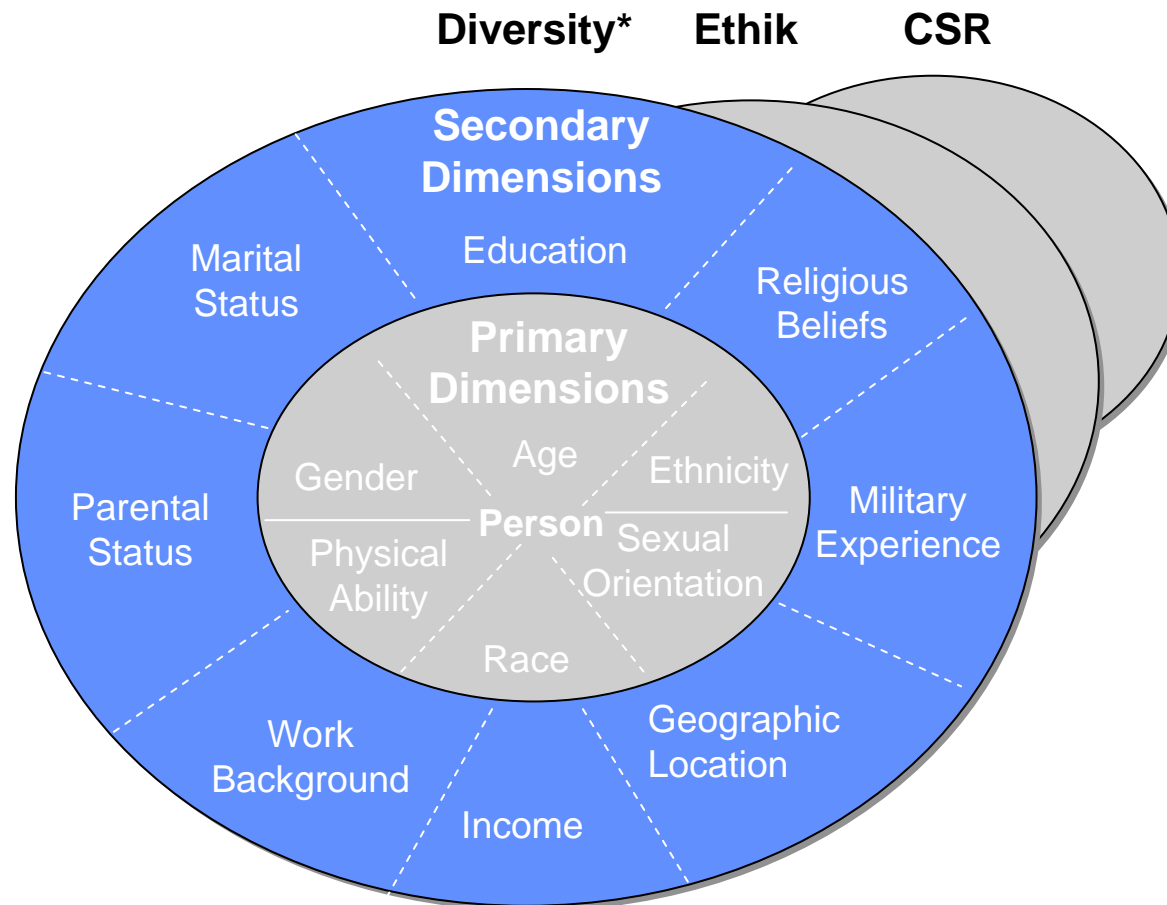 Diversity* Ethik CSR
Secondary
Dimensions
Education
Marital
Status
Religious
Beliefs
Primary
Dimensions
Age
Gender
Ethnicity
Person
Parental
Status
Military
Experience
Physical
Ability
Sexual
Orientation
Race
Work
Background
Income
Geographic
Location